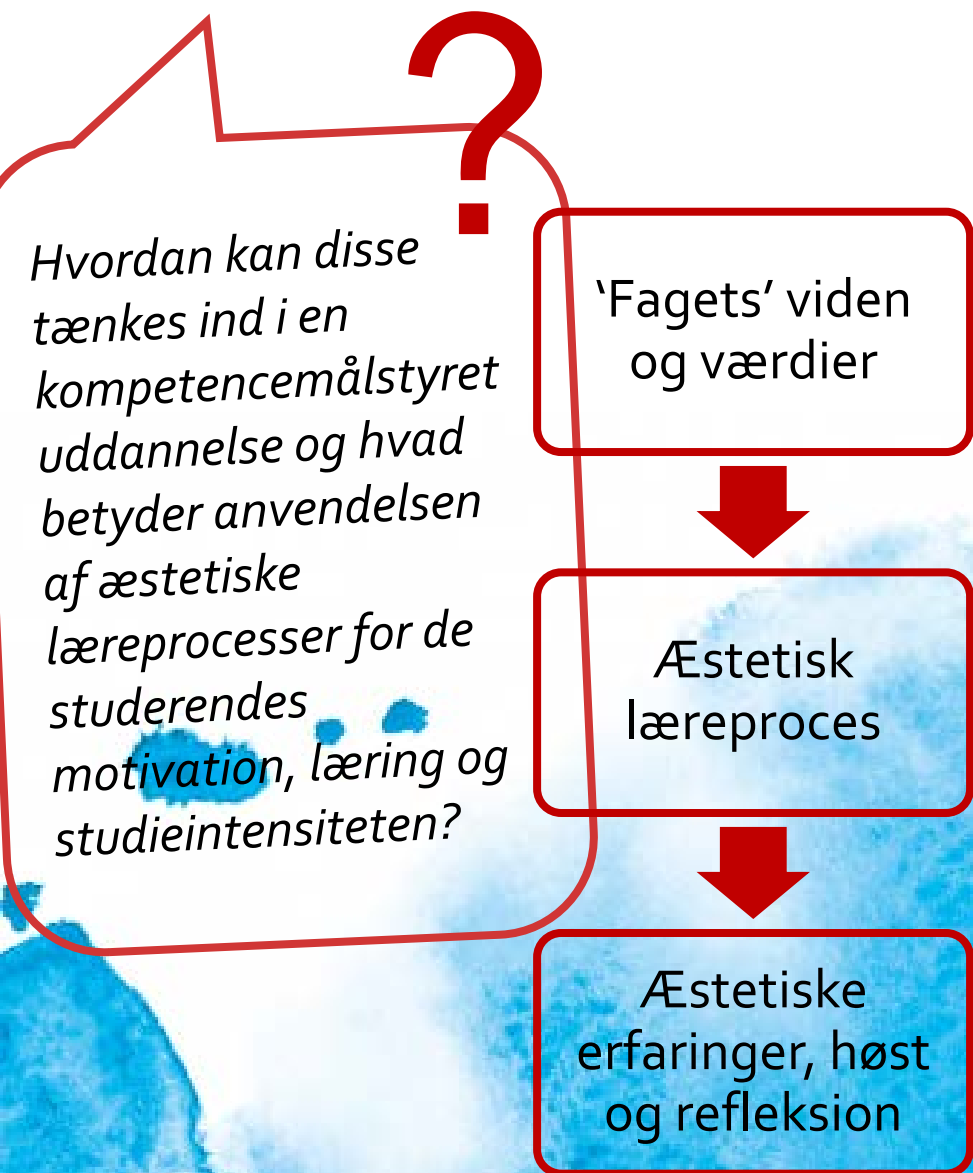 ?
Hvordan kan disse
tænkes ind i en
kompetencemålstyret
uddannelse og hvad
betyder anvendelsen
af æstetiske
læreprocesser for de
studerendes
motivation, læring og
studieintensiteten?
‘Fagets’ viden
og værdier
Æstetisk
læreproces
Æstetiske
erfaringer, høst
og refleksion